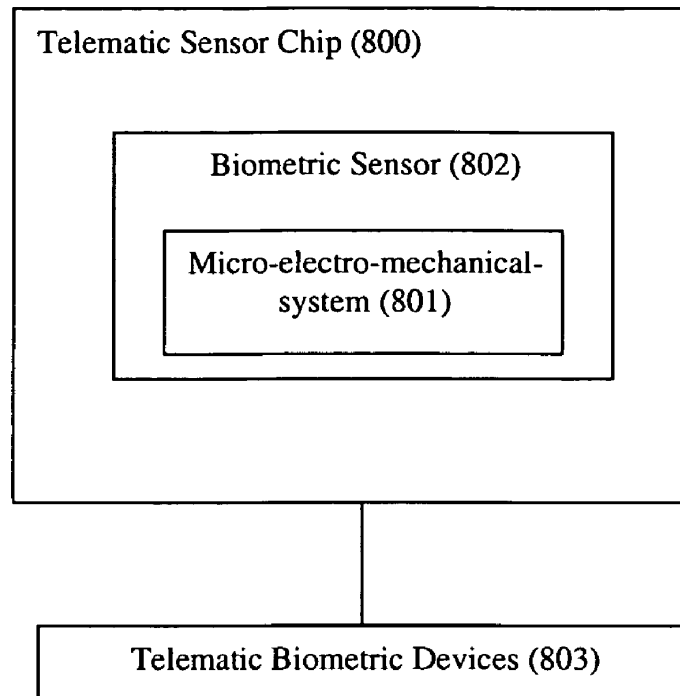 Telematic Sensor Chip (800)
Biometric Sensor (802)
Micro-electro-mechanical-
system (801)
Telematic Biometric Devices (803)